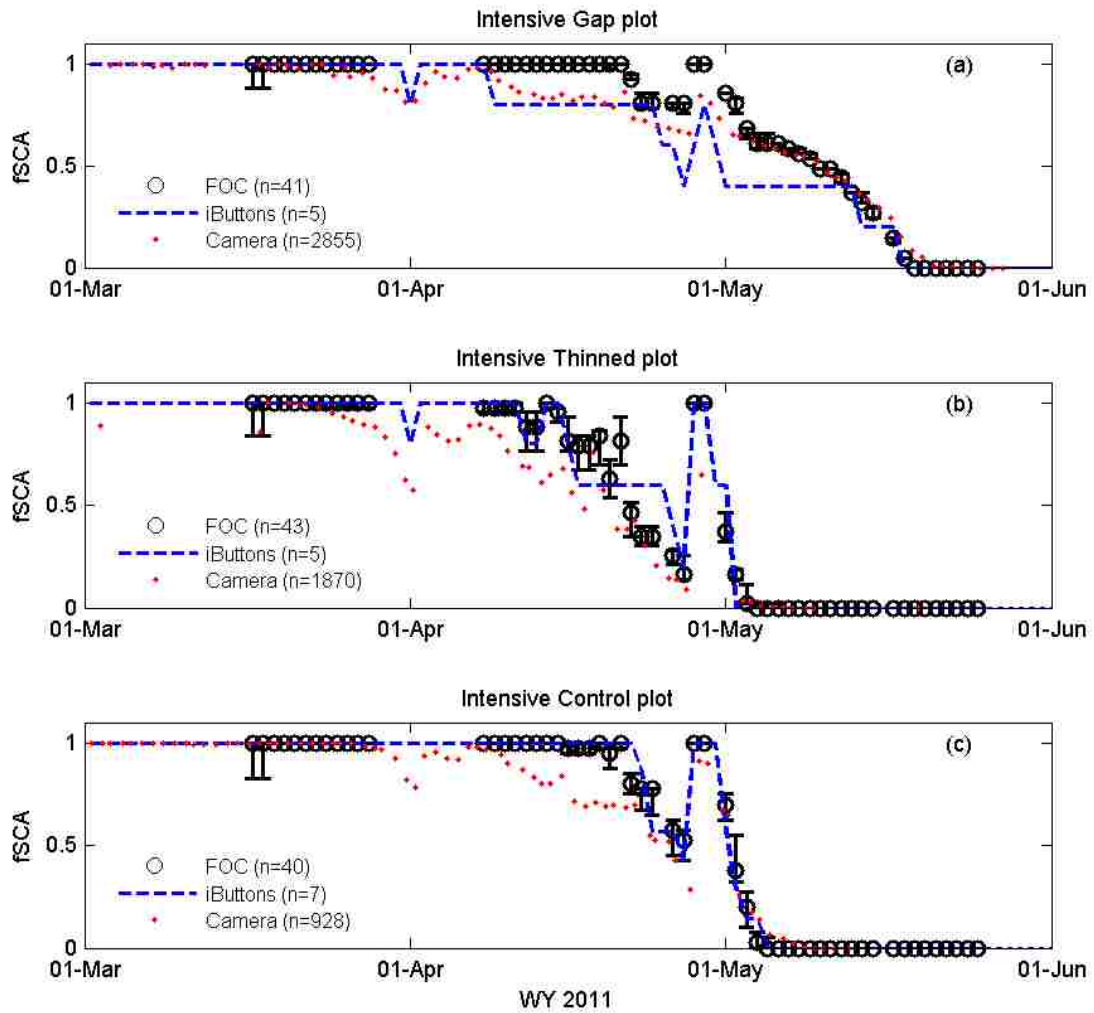 Intensive Gap plot
(a)
1
0.5
0
fSCA
FOC (n=41)
iButtons (n=5)
Camera (n=2855)
01-Mar 01-Apr 01-May 01-Jun
Intensive Thinned plot
(b)
1
0.5
0
fSCA
FOC (n=43)
iButtons (n=5)
Camera (n=1870)
01-Mar 01-Apr 01-May 01-Jun
Intensive Control plot
(c)
1
0.5
0
fSCA
FOC (n=40)
iButtons (n=7)
Camera (n=928)
01-Mar 01-Apr 01-May 01-Jun
WY 2011